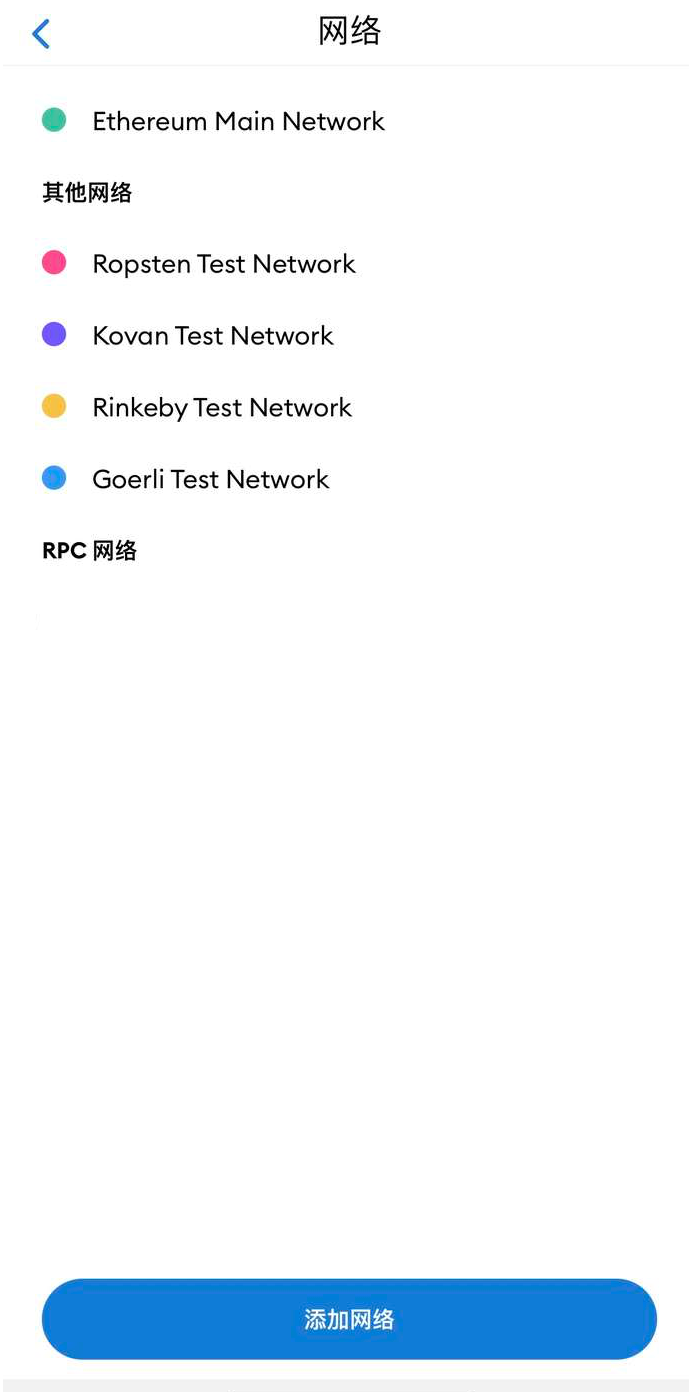 网络
Ethereum Main Network
其他网络
Ropsten Test Network
Kovan Test Network
Rinkeby Test Network
Goerli Test Network
RPC 网络
添加网络